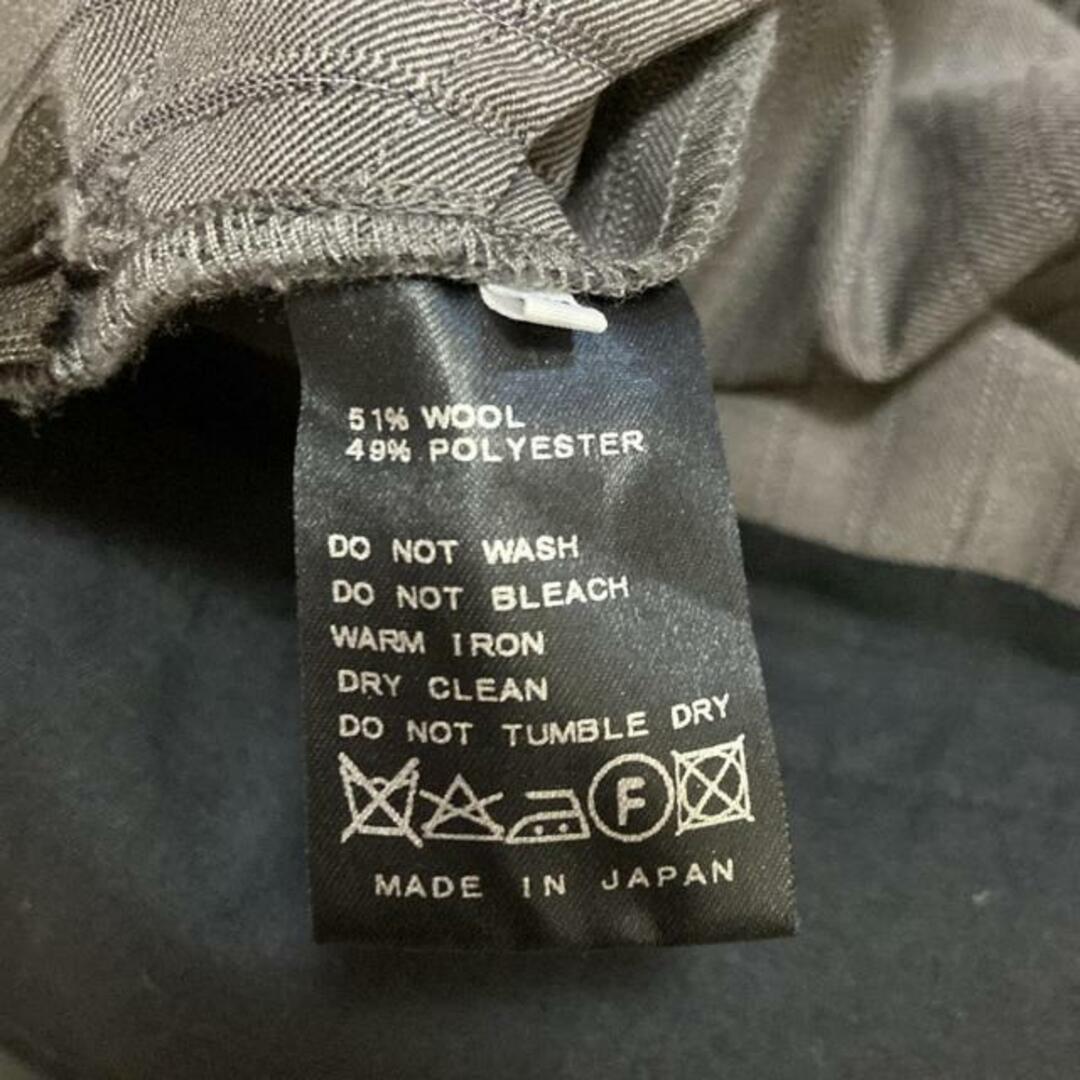 51% WOOL
49% POLYESTER
DO NOT WASH
DO NOT BLEACH
WARM IRON
DRY CLEAN
DO NOT TUMBLE DRY
F
MADE IN JAPAN